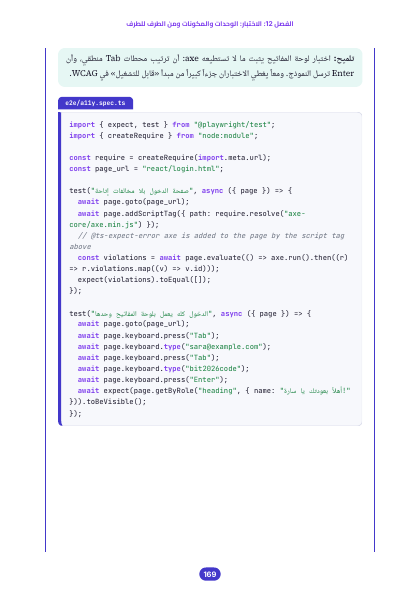 الفصل 12: الاختبار: الوحدات والمكونات ومن الطرف للطرف
تلميح: اختبار لوحة المفاتيح يثبت ما لا تستطيعه axe: أن ترتيب محطات Tab منطقي، وأن
Enter ترسل النموذج. ومعاً يغطي الاختباران جزءاً كبيراً من مبدأ «قابل للتشغيل» في WCAG.
e2e/a11y.spec.ts
import { expect, test } from "@playwright/test";
import { createRequire } from "node:module";
const require = createRequire(import.meta.url);
const page_url = "react/login.html";
test("صفحة الدخول بلا مخالفات إتاحة", async ({ page }) => {
await page.goto(page_url);
await page.addScriptTag({ path: require.resolve("axe-
core/axe.min.js") });
// @ts-expect-error axe is added to the page by the script tag
above
const violations = await page.evaluate(() => axe.run().then((r)
=> r.violations.map((v) => v.id)));
expect(violations).toEqual([]);
});
test("الدخول كله يعمل بلوحة المفاتيح وحدها", async ({ page }) => {
await page.goto(page_url);
await page.keyboard.press("Tab");
await page.keyboard.type("sara@example.com");
await page.keyboard.press("Tab");
await page.keyboard.type("bit2026code");
await page.keyboard.press("Enter");
await expect(page.getByRole("heading", { name: "أهلاً بعودتك يا سارة!"
})).toBeVisible();
});
169